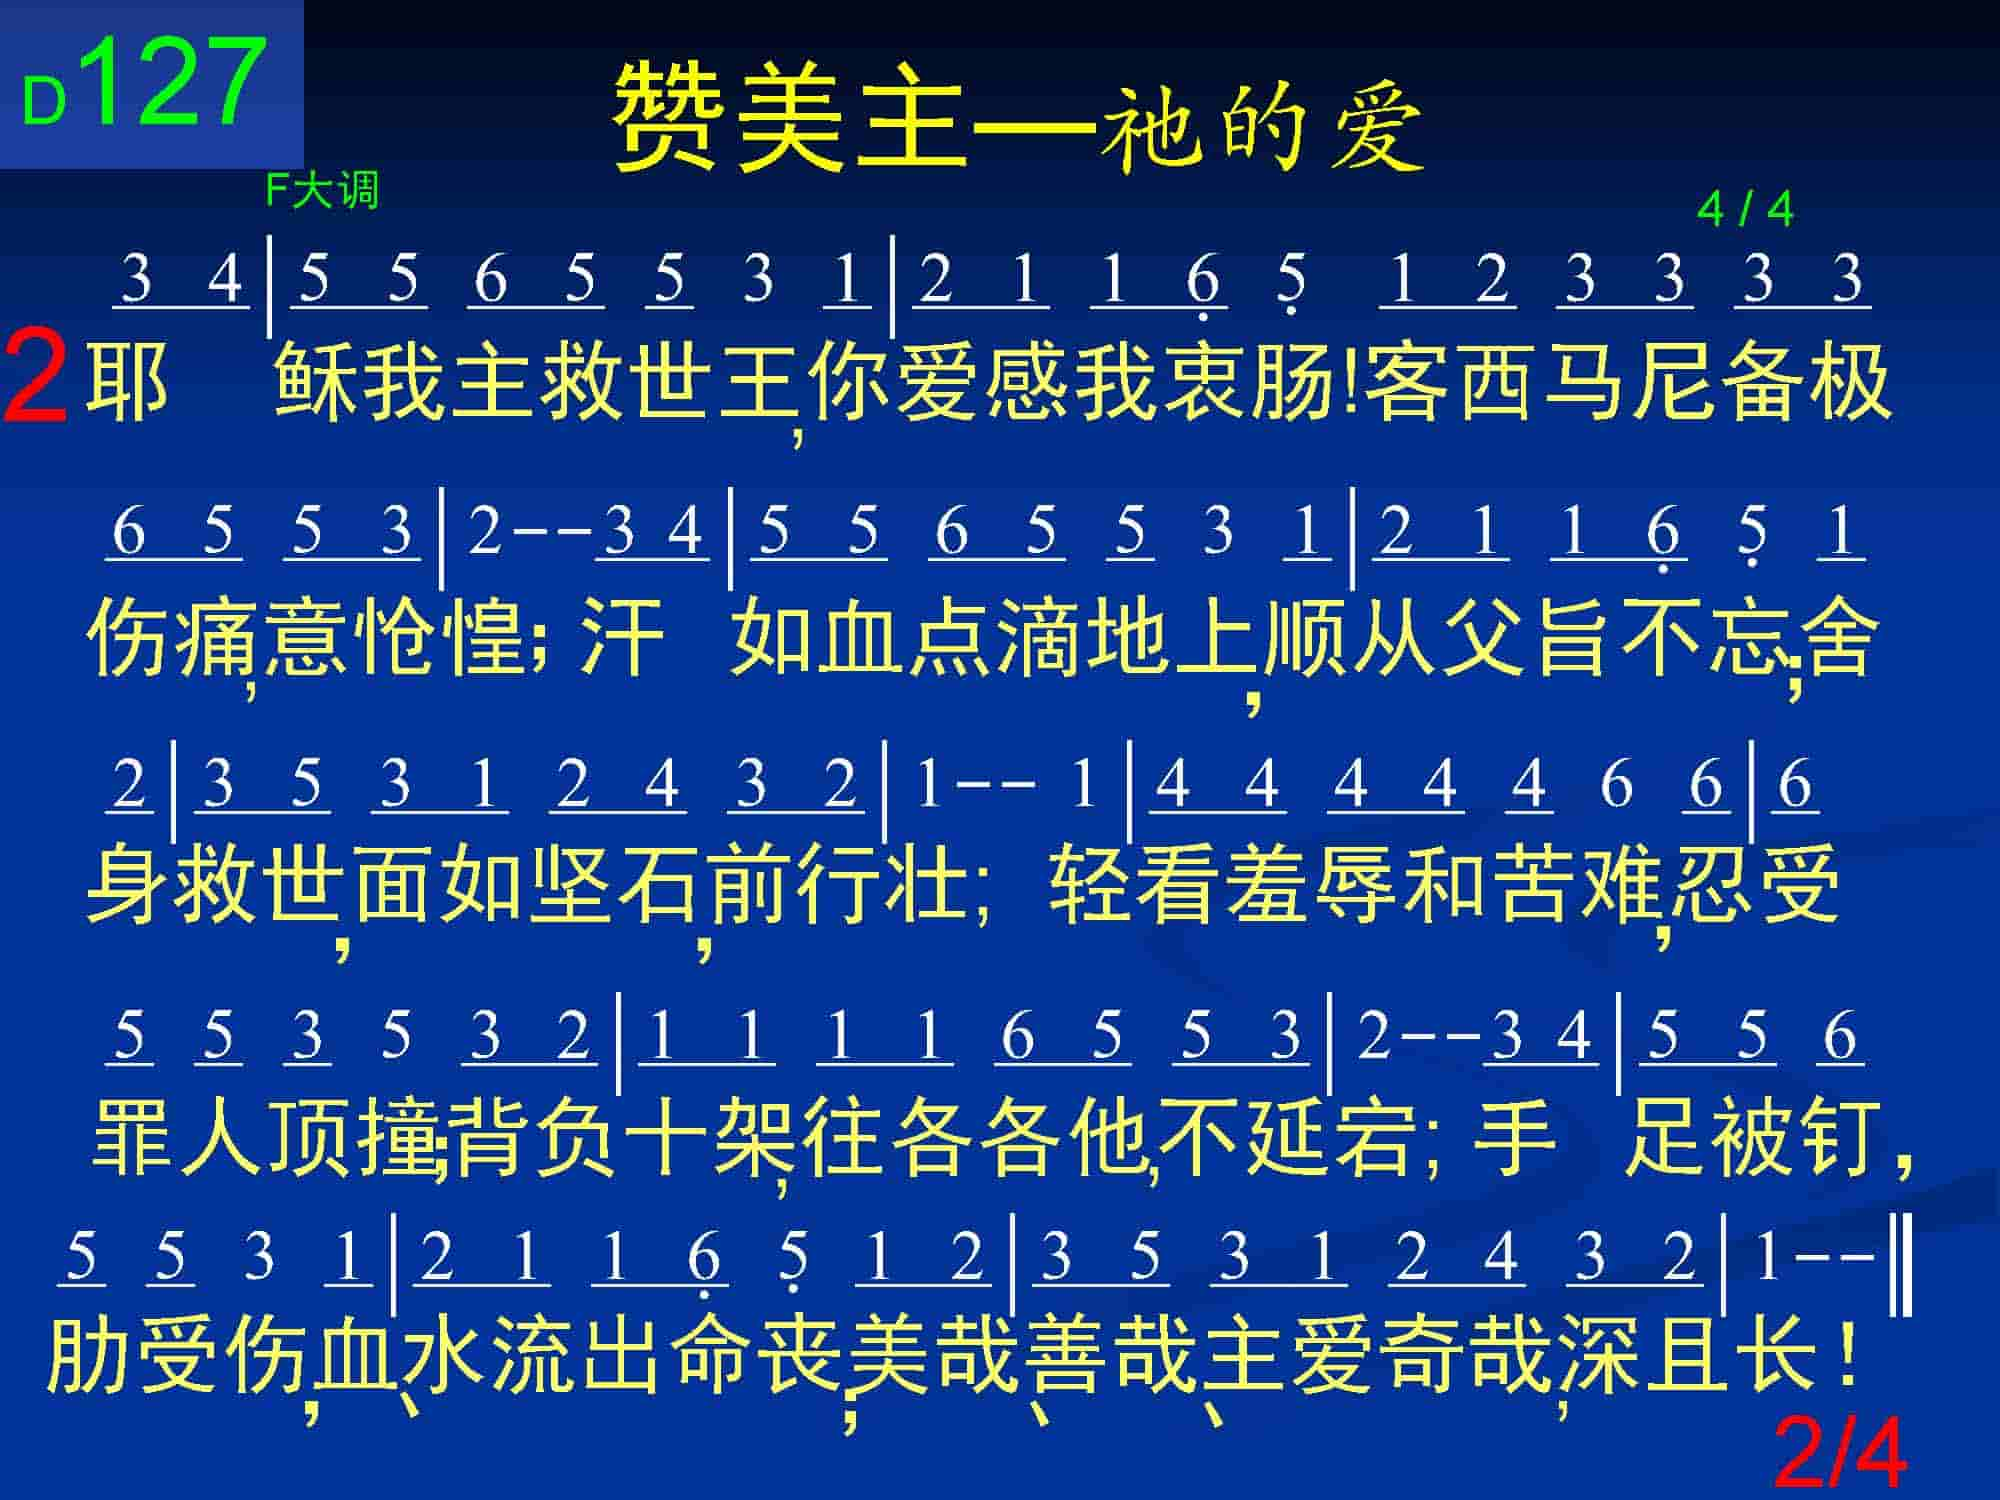 D127
赞美主—祂的爱
F大调
4 / 4
3 4 | 5 5 6 5 5 3 1 | 2 1 1 6̣ 5̣ 1 2 3 3 3 3
2 耶 稣我主救世王,你爱感我衷肠!客西马尼备极
6 5 5 3 | 2--3 4 | 5 5 6 5 5 3 1 | 2 1 1 6̣ 5̣ 1
伤痛,意怆惶;汗 如血点滴地上,顺从父旨不忘;舍
2 | 3 5 3 1 2 4 3 2 | 1-- 1 | 4 4 4 4 4 6 6 | 6
身救世,面如坚石,前行壮; 轻看羞辱和苦难,忍受
5 5 3 5 3 2 | 1 1 1 1 6 5 5 3 | 2--3 4 | 5 5 6
罪人顶撞;背负十架,往各各他,不延宕;手 足被钉,
5 5 3 1 | 2 1 1 6̣ 5̣ 1 2 | 3 5 3 1 2 4 3 2 | 1--‖
肋受伤,血、水流出命丧;美哉、善哉、主爱奇哉,深且长!
2/4